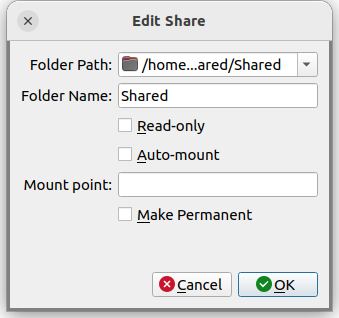 Edit Share
Folder Path: /home...ared/Shared
Folder Name: Shared
Read-only
Auto-mount
Mount point:
Make Permanent
Cancel OK